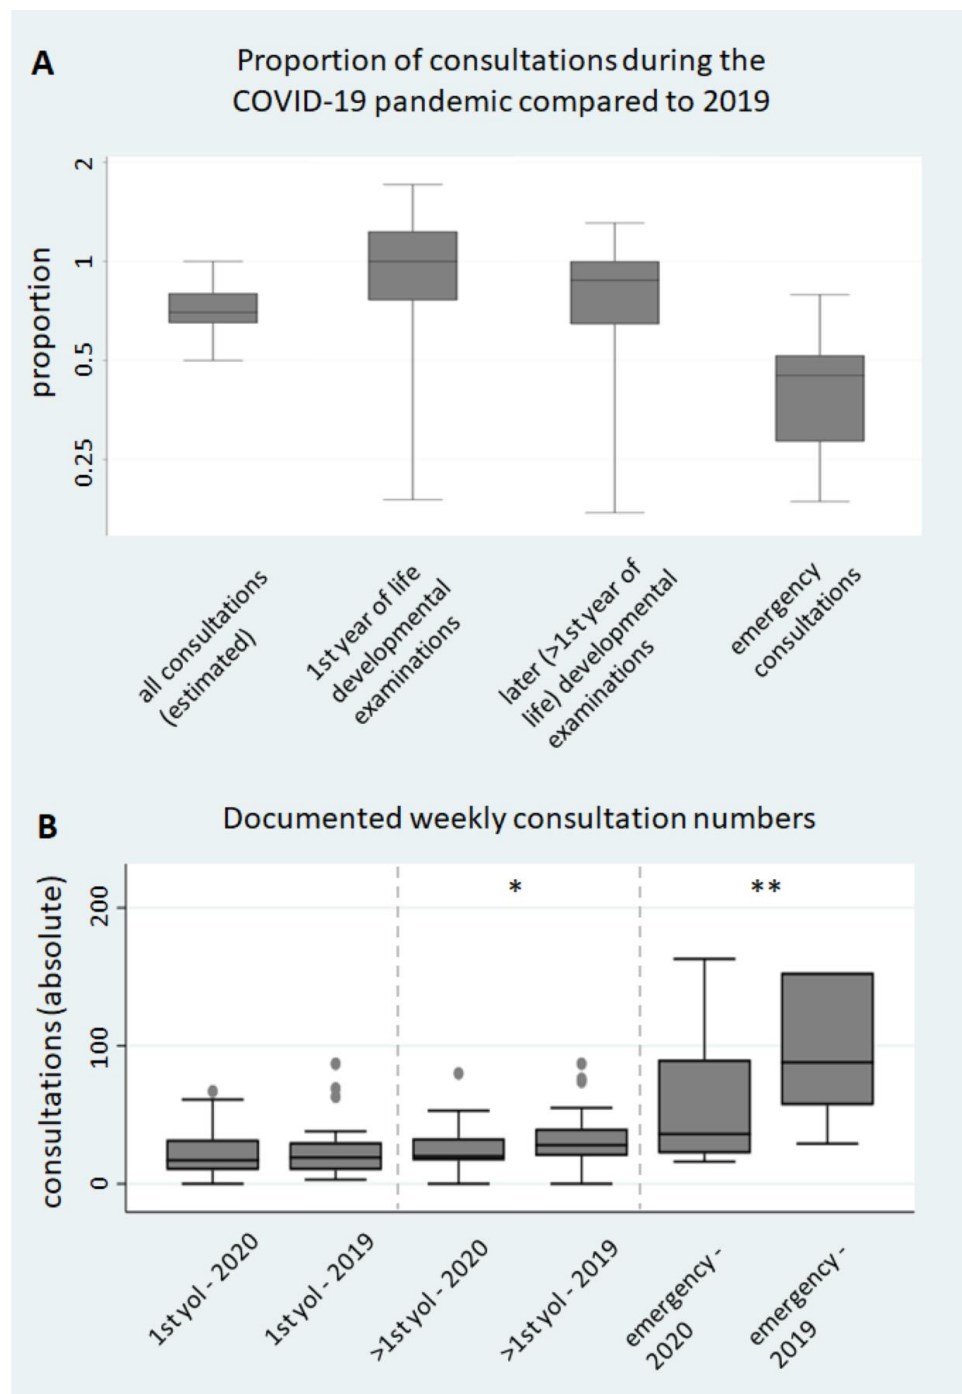 A
Proportion of consultations during the
COVID-19 pandemic compared to 2019
proportion
2
1
0.5
0.25
all consultations
(estimated)
1st year of life
developmental
examinations
later (>1st year of
life) developmental
examinations
emergency
consultations
B
Documented weekly consultation numbers
consultations (absolute)
200
100
0
*
**
1st yol - 2020
1st yol - 2019
>1st yol - 2020
>1st yol - 2019
emergency -
2020
emergency -
2019